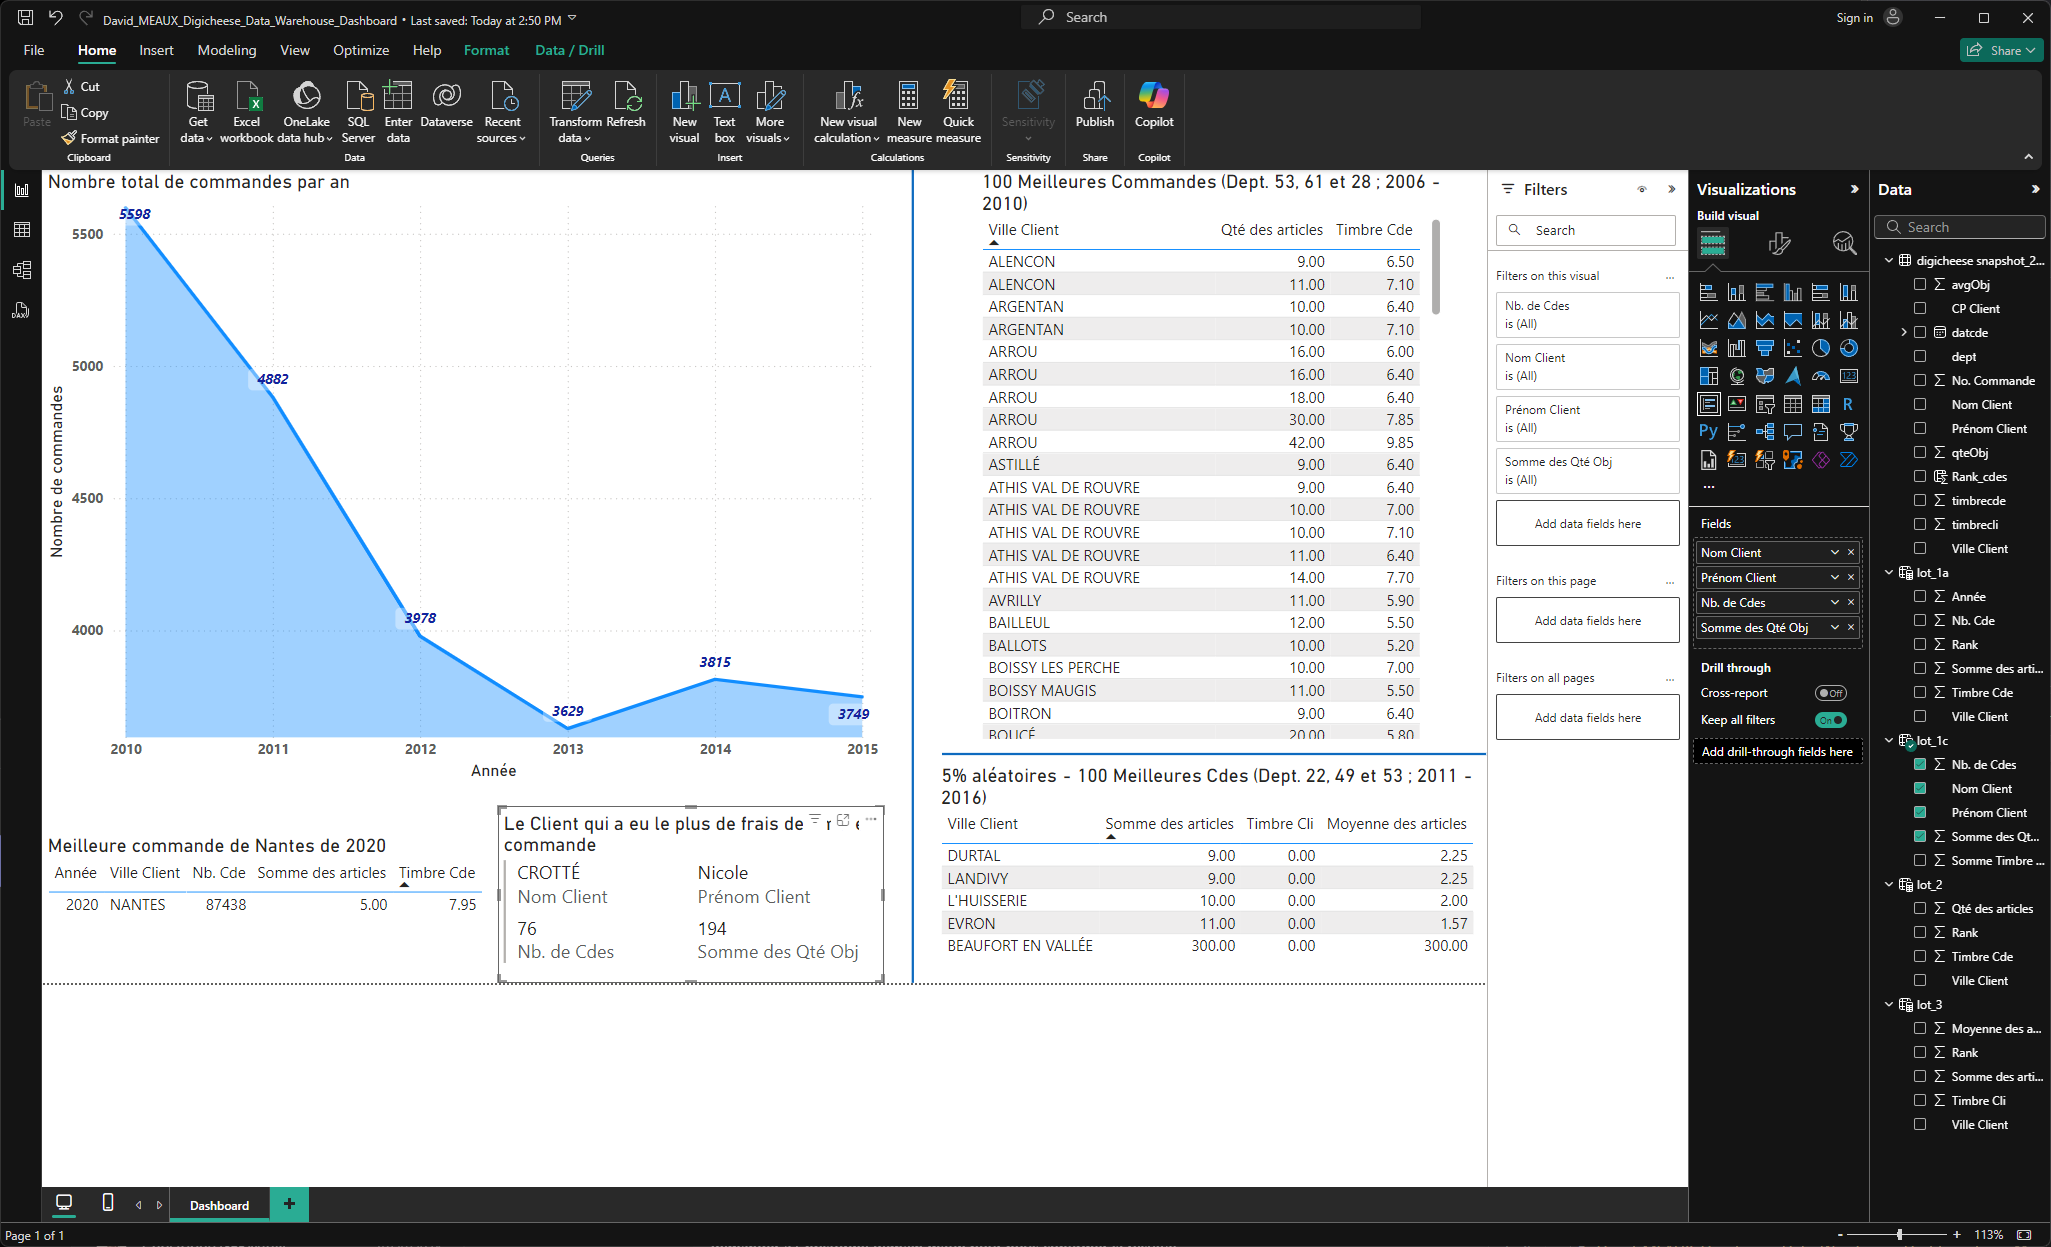 David_MEAUX_Digicheese_Data_Warehouse_Dashboard • Last saved: Today at 2:50 PM
Search
Sign in
File Home Insert Modeling View Optimize Help Format Data / Drill
Share
Paste
Cut
Copy
Format painter
Clipboard
Get data
Excel workbook
OneLake data hub
SQL Server
Enter data
Dataverse
Recent sources
Data
Transform data
Refresh
Queries
New visual
Text box
More visuals
Insert
New visual calculation
New measure
Quick measure
Calculations
Sensitivity
Sensitivity
Publish
Share
Copilot
Copilot
Nombre total de commandes par an
5598
5500
4882
5000
4500
3978
4000
3815
3629
3749
Nombre de commandes
2010 2011 2012 2013 2014 2015
Année
Meilleure commande de Nantes de 2020
Année Ville Client Nb. Cde Somme des articles Timbre Cde
2020 NANTES 87438 5.00 7.95
Le Client qui a eu le plus de frais de
commande
CROTTÉ Nicole
Nom Client Prénom Client
76 194
Nb. de Cdes Somme des Qté Obj
100 Meilleures Commandes (Dept. 53, 61 et 28 ; 2006 -
2010)
Ville Client Qté des articles Timbre Cde
ALENCON 9.00 6.50
ALENCON 11.00 7.10
ARGENTAN 10.00 6.40
ARGENTAN 10.00 7.10
ARROU 16.00 6.00
ARROU 16.00 6.40
ARROU 18.00 6.40
ARROU 30.00 7.85
ARROU 42.00 9.85
ASTILLÉ 9.00 6.40
ATHIS VAL DE ROUVRE 9.00 6.40
ATHIS VAL DE ROUVRE 10.00 7.00
ATHIS VAL DE ROUVRE 10.00 7.10
ATHIS VAL DE ROUVRE 11.00 6.40
ATHIS VAL DE ROUVRE 14.00 7.70
AVRILLY 11.00 5.90
BAILLEUL 12.00 5.50
BALLOTS 10.00 5.20
BOISSY LES PERCHE 10.00 7.00
BOISSY MAUGIS 11.00 5.50
BOITRON 9.00 6.40
BOUCÉ 20.00 5.80
5% aléatoires - 100 Meilleures Cdes (Dept. 22, 49 et 53 ; 2011 -
2016)
Ville Client Somme des articles Timbre Cli Moyenne des articles
DURTAL 9.00 0.00 2.25
LANDIVY 9.00 0.00 2.25
L'HUISSERIE 10.00 0.00 2.00
EVRON 11.00 0.00 1.57
BEAUFORT EN VALLÉE 300.00 0.00 300.00
Filters
Search
Filters on this visual ...
Nb. de Cdes
is (All)
Nom Client
is (All)
Prénom Client
is (All)
Somme des Qté Obj
is (All)
Add data fields here
Filters on this page ...
Add data fields here
Filters on all pages ...
Add data fields here
Visualizations
Build visual
123
R
Py
123
...
Fields
Nom Client
Prénom Client
Nb. de Cdes
Somme des Qté Obj
Drill through
Cross-report Off
Keep all filters On
Add drill-through fields here
Data
Search
digicheese snapshot_2...
avgObj
CP Client
datcde
dept
No. Commande
Nom Client
Prénom Client
qteObj
Rank_cdes
timbrecde
timbrecli
Ville Client
lot_1a
Année
Nb. Cde
Rank
Somme des arti...
Timbre Cde
Ville Client
lot_1c
Nb. de Cdes
Nom Client
Prénom Client
Somme des Qt...
Somme Timbre ...
lot_2
Qté des articles
Rank
Timbre Cde
Ville Client
lot_3
Moyenne des a...
Rank
Somme des arti...
Timbre Cli
Ville Client
DAX
Dashboard
Page 1 of 1
- + 113%